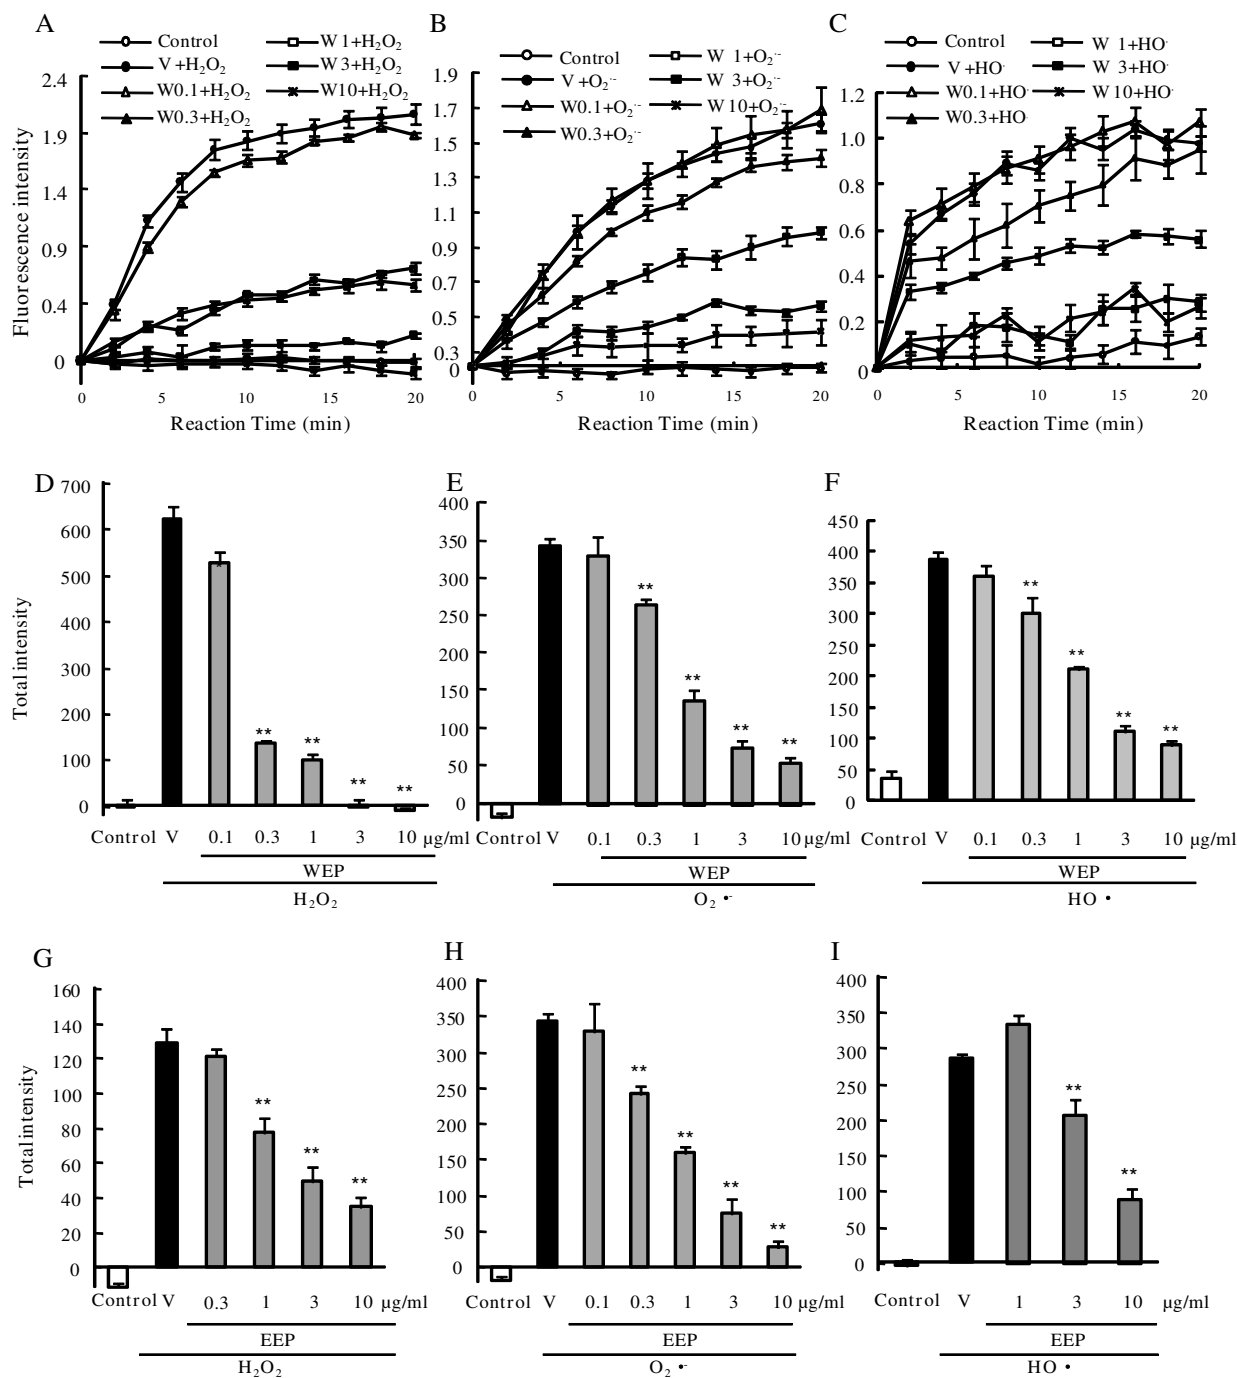 A
B
C
Control
V +H2O2
W0.1+H2O2
W0.3+H2O2
W 1+H2O2
W 3+H2O2
W10+H2O2
Control
V +O2·-
W0.1+O2·-
W0.3+O2·-
W 1+O2·-
W 3+O2·-
W 10+O2·-
Control
V +HO·
W0.1+HO·
W0.3+HO·
W 1+HO·
W 3+HO·
W 10+HO·
Fluorescence intensity
2.4
1.9
1.4
0.9
0.4
0
0 5 10 15 20
Reaction Time (min)
1.9
1.7
1.5
1.3
1.1
0.9
0.7
0.5
0.3
0
0 5 10 15 20
Reaction Time (min)
1.2
1.0
0.8
0.6
0.4
0.2
0
0 5 10 15 20
Reaction Time (min)
D
Total intensity
700
600
500
400
300
200
100
0
** ** ** **
Control V 0.1 0.3 1 3 10 µg/ml
WEP
H2O2
E
400
350
300
250
200
150
100
50
0
** ** ** **
Control V 0.1 0.3 1 3 10 µg/ml
WEP
O2 •-
F
450
400
350
300
250
200
150
100
50
0
** ** ** **
Control V 0.1 0.3 1 3 10 µg/ml
WEP
HO •
G
Total intensity
160
140
120
100
80
60
40
20
0
** ** **
Control V 0.3 1 3 10 µg/ml
EEP
H2O2
H
400
350
300
250
200
150
100
50
0
** ** ** **
Control V 0.1 0.3 1 3 10 µg/ml
EEP
O2 •-
I
400
350
300
250
200
150
100
50
0
** **
Control V 1 3 10 µg/ml
EEP
HO •